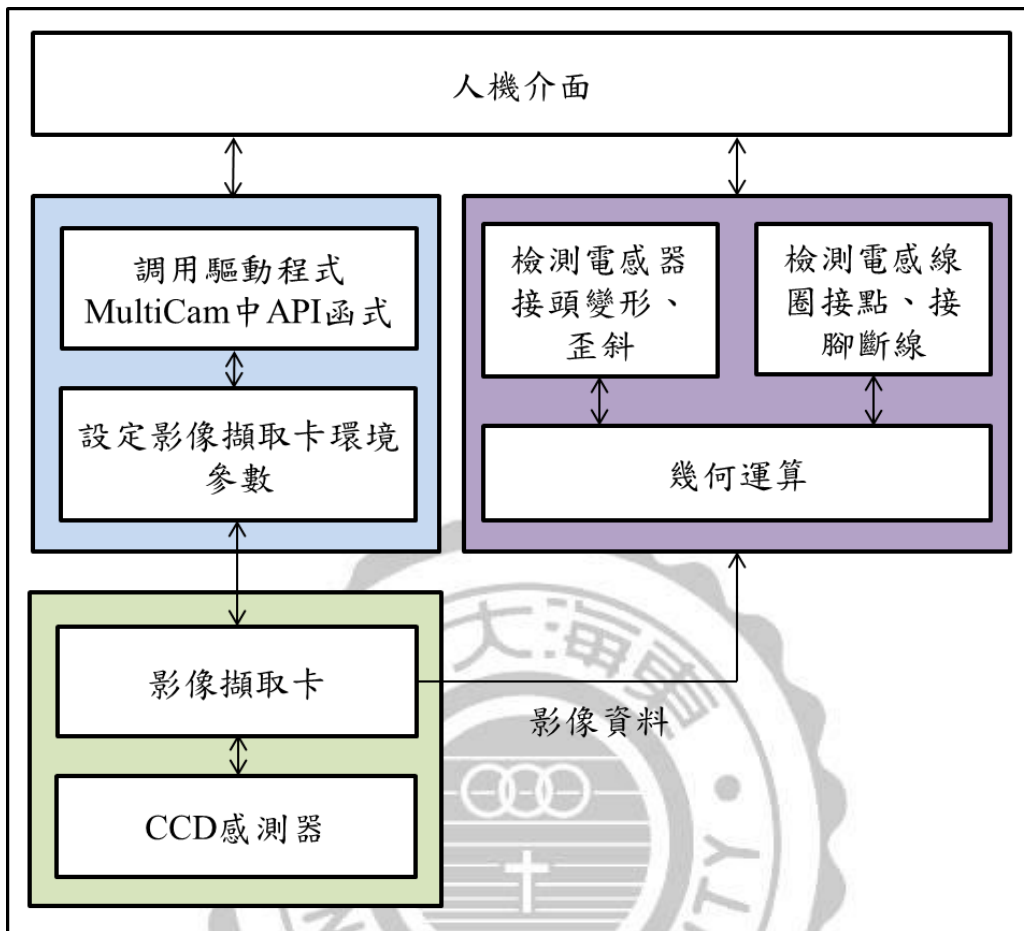 人機介面
調用驅動程式
MultiCam中API函式
設定影像擷取卡環境
參數
檢測電感器
接頭變形、
歪斜
檢測電感線
圈接點、接
腳斷線
幾何運算
影像擷取卡
影像資料
CCD感測器
大海東
ITY